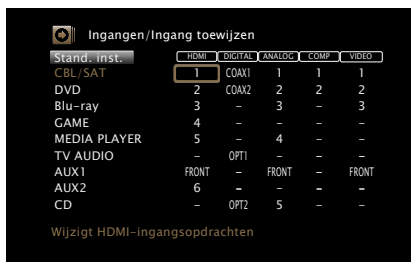 Ingangen/Ingang toewijzen
Stand. inst. HDMI DIGITAL ANALOG COMP VIDEO
CBL/SAT 1 COAX1 1 1 1
DVD 2 COAX2 2 2 2
Blu-ray 3 – 3 – 3
GAME 4 – – – –
MEDIA PLAYER 5 – 4 – –
TV AUDIO – OPT1 – – –
AUX1 FRONT – FRONT – FRONT
AUX2 6 – – – –
CD – OPT2 5 – –
Wijzigt HDMI-ingangsopdrachten